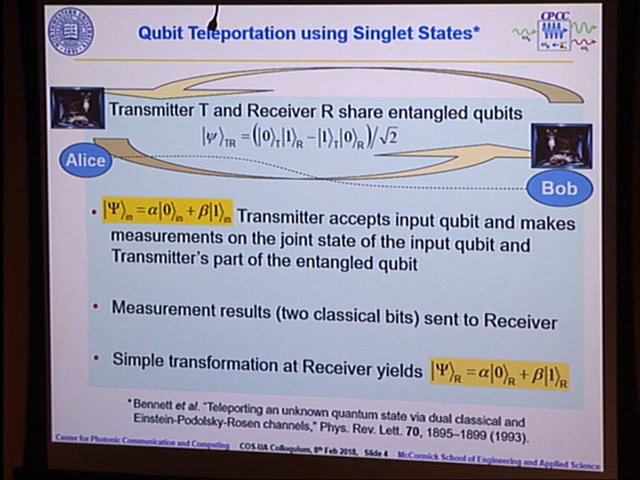 Qubit Teleportation using Singlet States*
CPCC
Transmitter T and Receiver R share entangled qubits
|ψ⟩TR = (|0⟩T|1⟩R − |1⟩T|0⟩R)/√2
Alice
Bob
• |Ψ⟩in = α|0⟩in + β|1⟩in Transmitter accepts input qubit and makes
measurements on the joint state of the input qubit and
Transmitter's part of the entangled qubit
• Measurement results (two classical bits) sent to Receiver
• Simple transformation at Receiver yields |Ψ⟩R = α|0⟩R + β|1⟩R
*Bennett et al. "Teleporting an unknown quantum state via dual classical and
Einstein-Podolsky-Rosen channels," Phys. Rev. Lett. 70, 1895–1899 (1993).
Center for Photonic Communication and Computing COS-UA Colloquium, 8th Feb 2018, Slide 4 McCormick School of Engineering and Applied Science